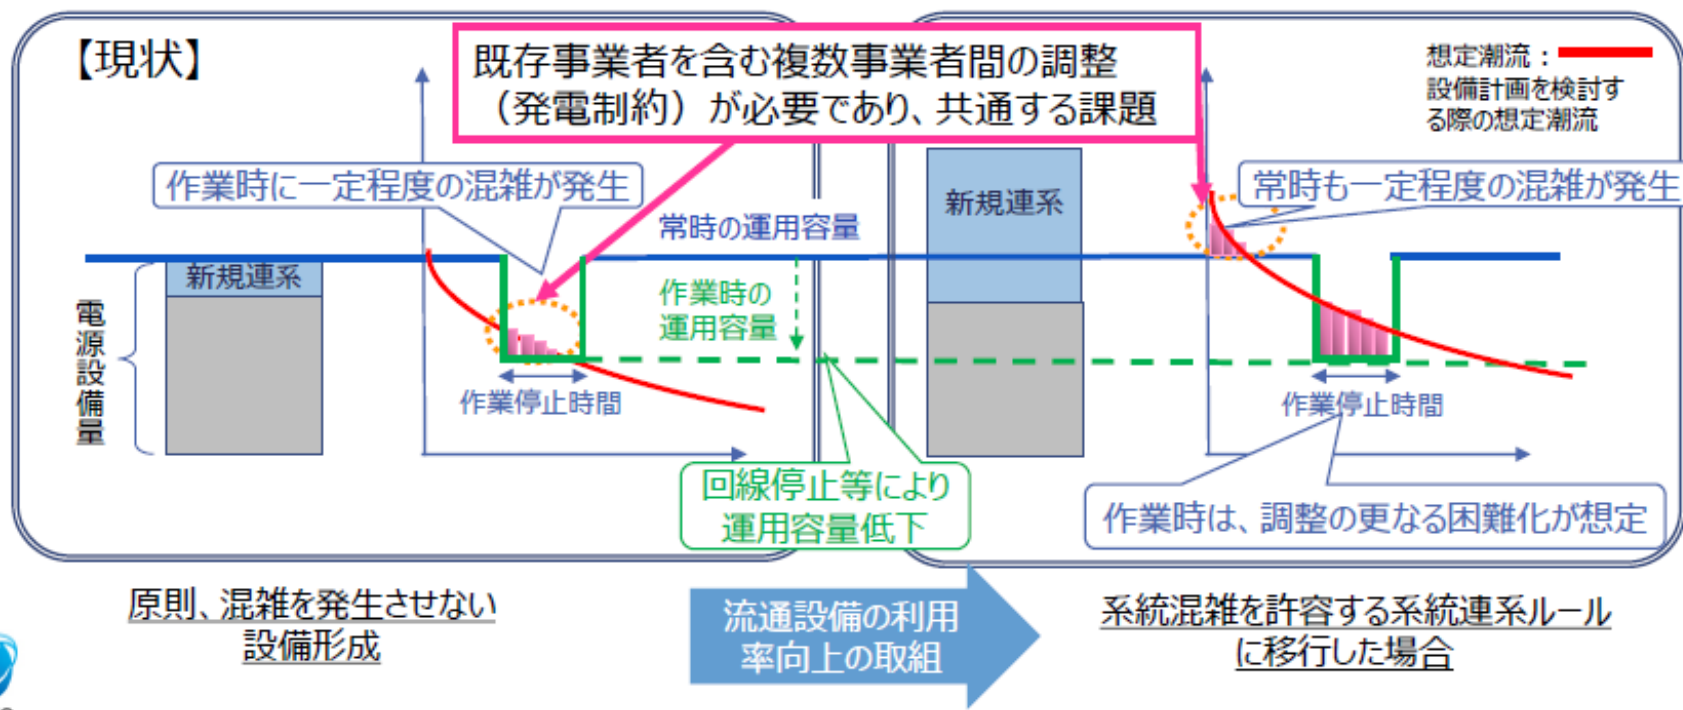 【現状】
既存事業者を含む複数事業者間の調整
（発電制約）が必要であり、共通する課題
想定潮流：
設備計画を検討す
る際の想定潮流
作業時に一定程度の混雑が発生
常時の運用容量
新規連系
電源設備量
作業時の
運用容量
作業停止時間
回線停止等により
運用容量低下
新規連系
常時も一定程度の混雑が発生
作業停止時間
作業時は、調整の更なる困難化が想定
原則、混雑を発生させない
設備形成
流通設備の利用
率向上の取組
系統混雑を許容する系統連系ルール
に移行した場合